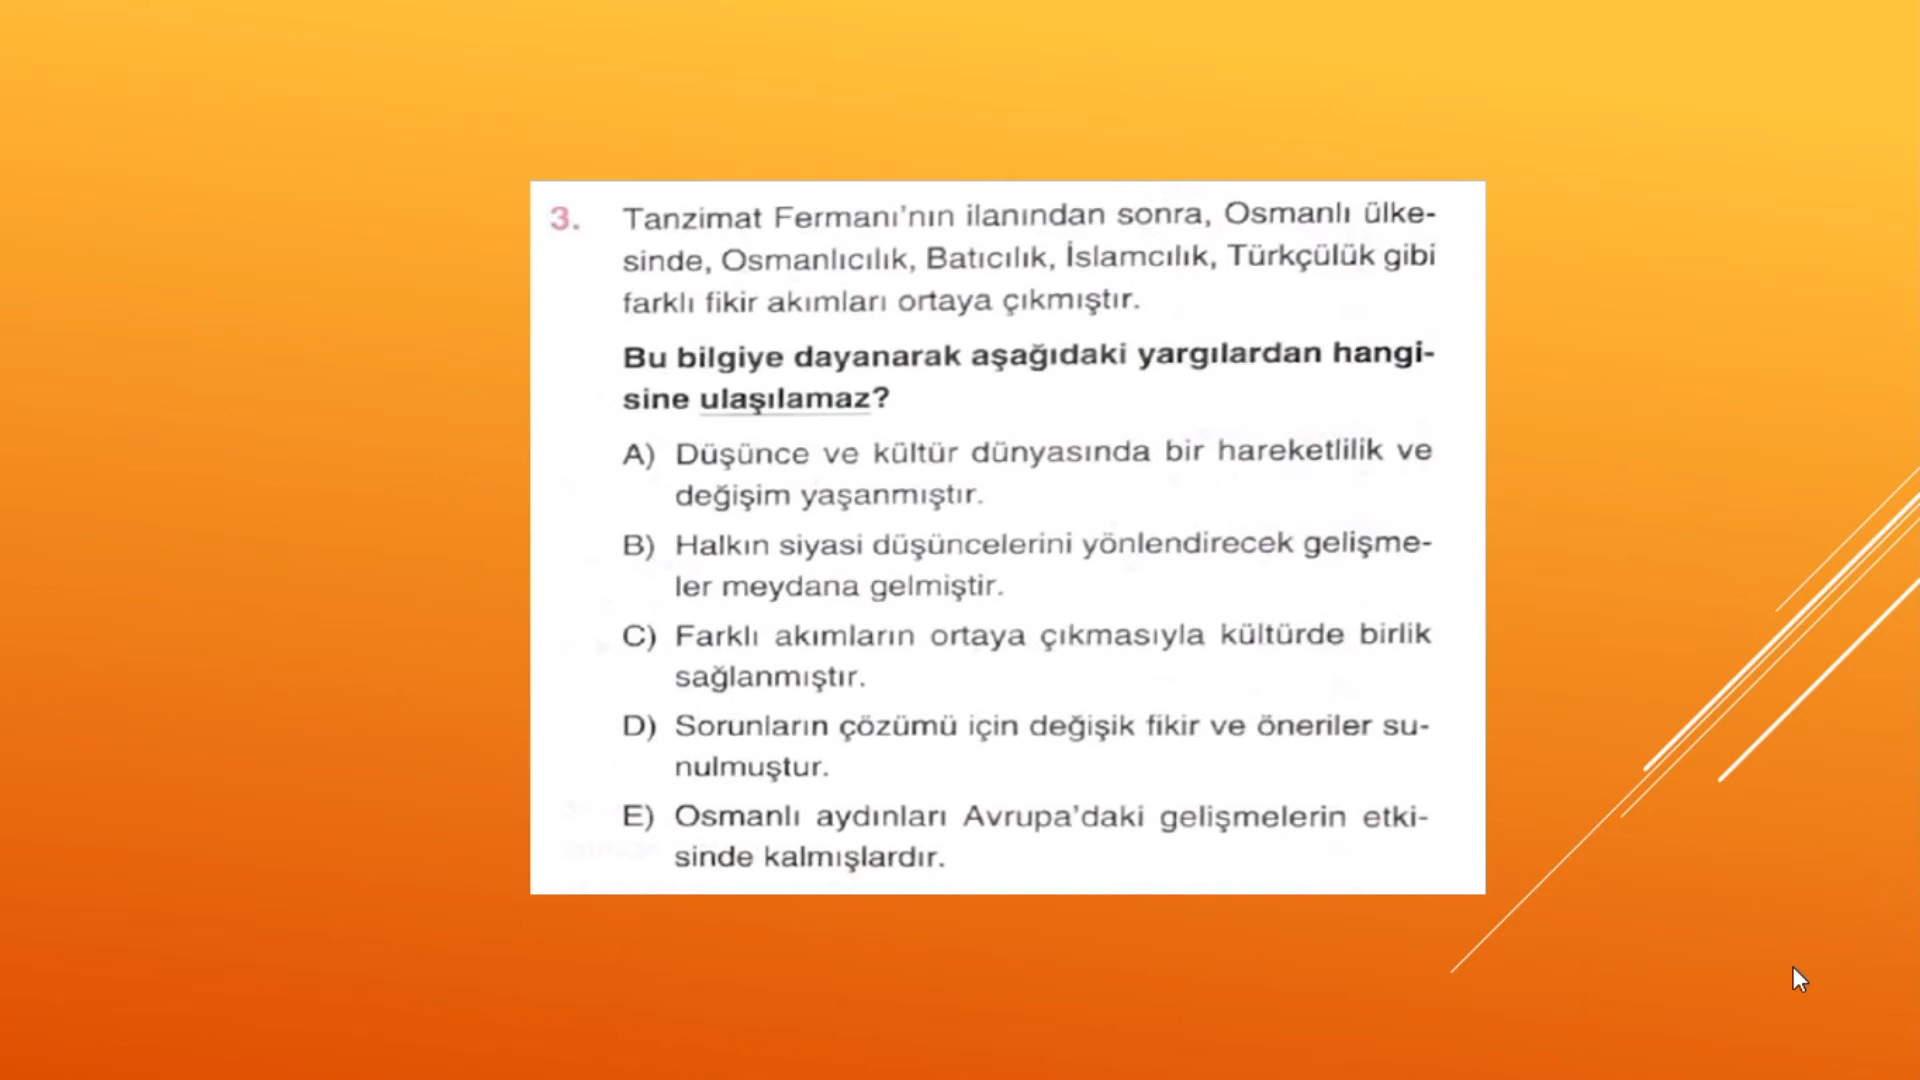 3. Tanzimat Fermanı'nın ilanından sonra, Osmanlı ülke-
sinde, Osmanlıcılık, Batıcılık, İslamcılık, Türkçülük gibi
farklı fikir akımları ortaya çıkmıştır.
Bu bilgiye dayanarak aşağıdaki yargılardan hangi-
sine ulaşılamaz?
A) Düşünce ve kültür dünyasında bir hareketlilik ve
değişim yaşanmıştır.
B) Halkın siyasi düşüncelerini yönlendirecek gelişme-
ler meydana gelmiştir.
C) Farklı akımların ortaya çıkmasıyla kültürde birlik
sağlanmıştır.
D) Sorunların çözümü için değişik fikir ve öneriler su-
nulmuştur.
E) Osmanlı aydınları Avrupa'daki gelişmelerin etki-
sinde kalmışlardır.